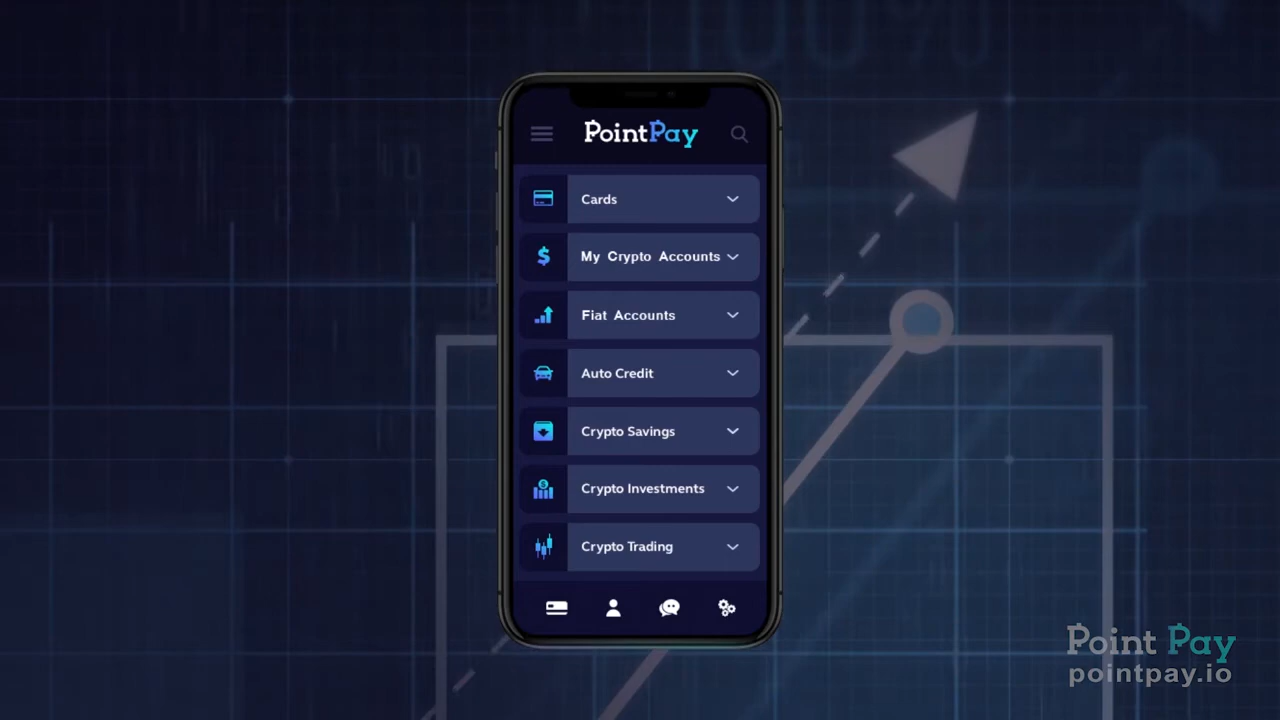 100%
PointPay
Cards
My Crypto Accounts
Fiat Accounts
Auto Credit
Crypto Savings
Crypto Investments
Crypto Trading
Point Pay
pointpay.io